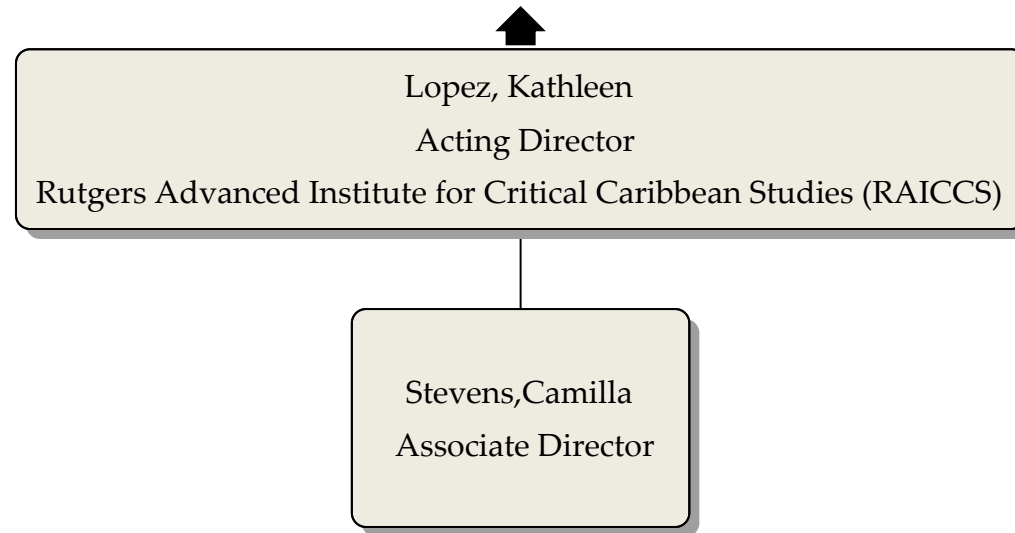 Lopez, Kathleen
Acting Director
Rutgers Advanced Institute for Critical Caribbean Studies (RAICCS)
Stevens,Camilla
Associate Director